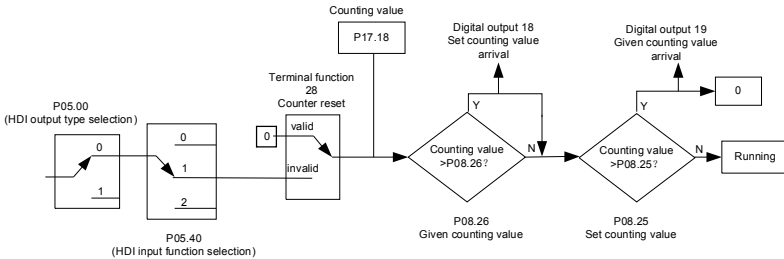 Counting value
P17.18
Digital output 18
Set counting value
arrival
Digital output 19
Given counting value
arrival
Terminal function
28
Counter reset
P05.00
(HDI output type selection)
0
1
0
1
2
P05.40
(HDI input function selection)
0
valid
invalid
Y
Counting value
>P08.26?
N
P08.26
Given counting value
Y
0
Counting value
>P08.25?
N
Running
P08.25
Set counting value